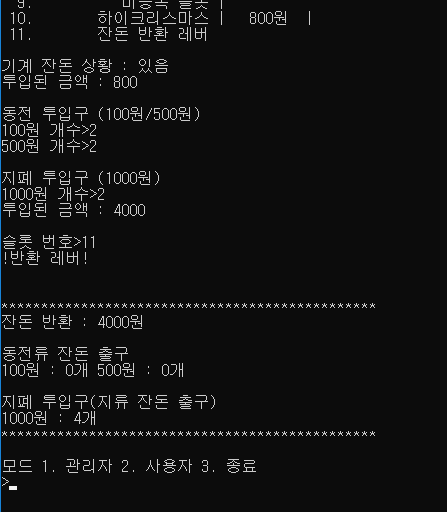 9. 미등록 슬롯 |
10. 하이크리스마스 | 800원 |
11. 잔돈 반환 레버
기계 잔돈 상황 : 있음
투입된 금액 : 800
동전 투입구 (100원/500원)
100원 개수>2
500원 개수>2
지폐 투입구 (1000원)
1000원 개수>2
투입된 금액 : 4000
슬롯 번호>11
!반환 레버!
***********************************************
잔돈 반환 : 4000원
동전류 잔돈 출구
100원 : 0개 500원 : 0개
지폐 투입구(지류 잔돈 출구)
1000원 : 4개
***********************************************
모드 1. 관리자 2. 사용자 3. 종료
>